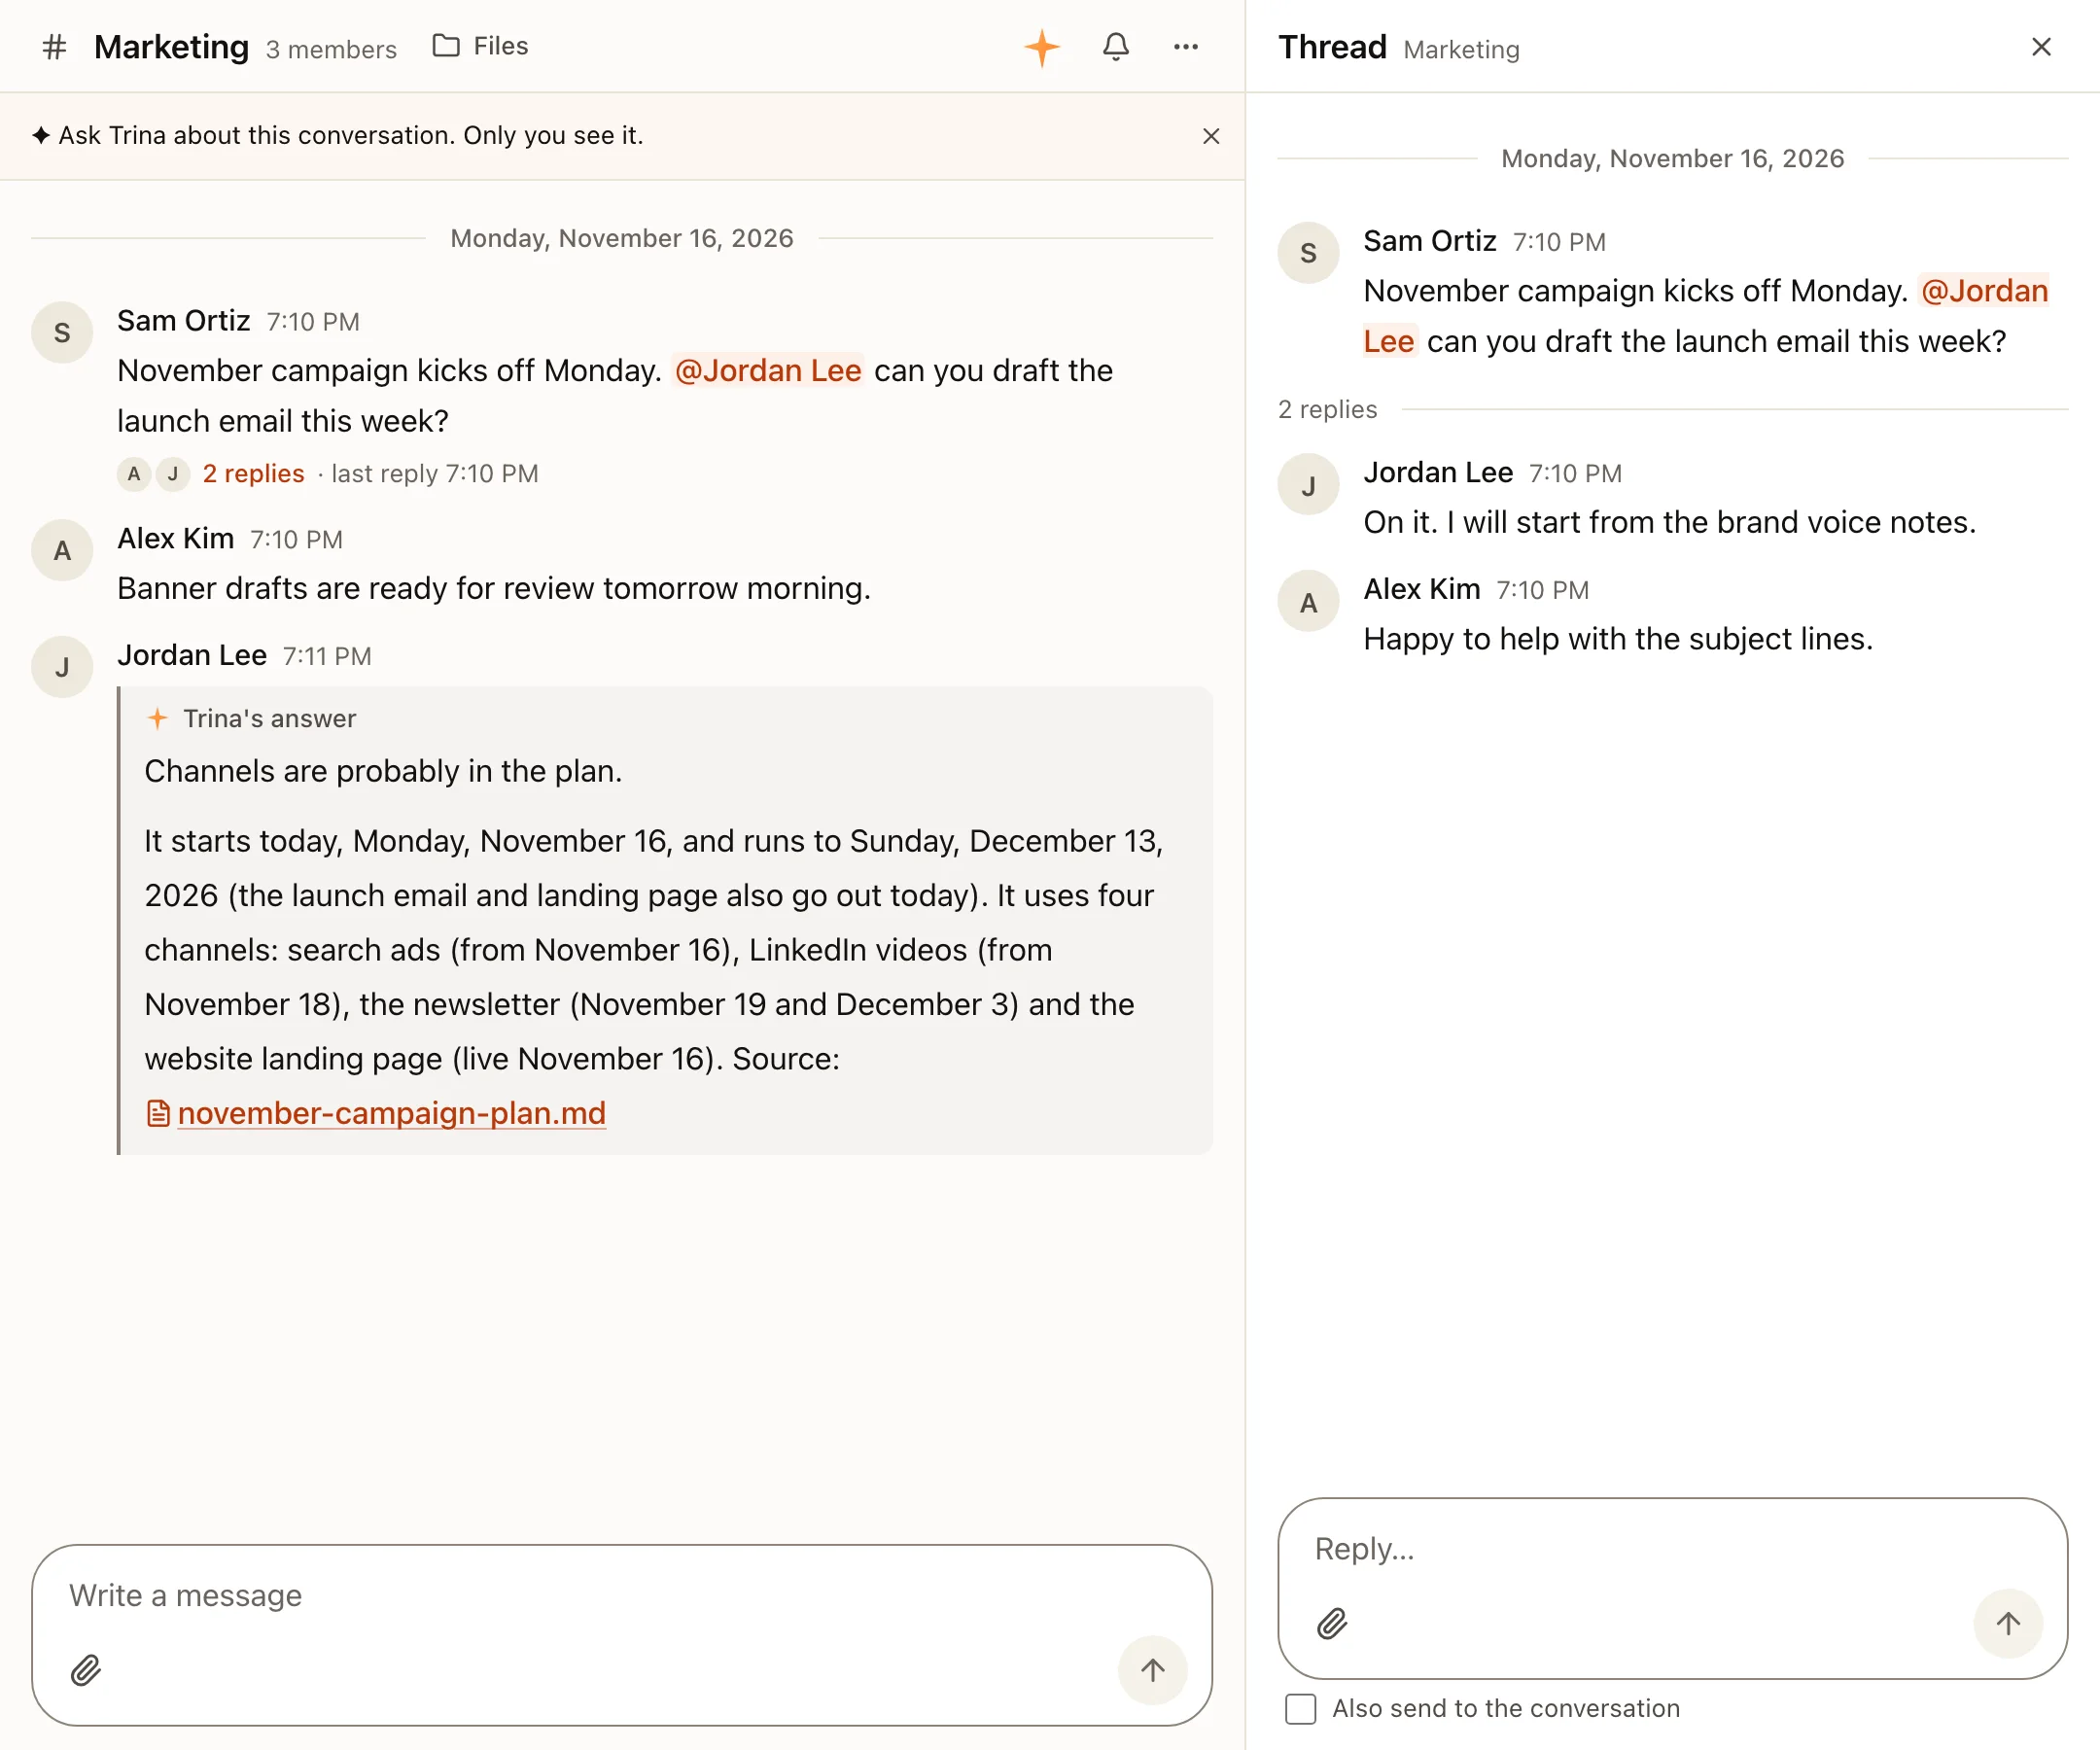 # Marketing 3 members Files
✦ Ask Trina about this conversation. Only you see it.
Monday, November 16, 2026
S
Sam Ortiz 7:10 PM
November campaign kicks off Monday. @Jordan Lee can you draft the
launch email this week?
A J 2 replies · last reply 7:10 PM
A
Alex Kim 7:10 PM
Banner drafts are ready for review tomorrow morning.
J
Jordan Lee 7:11 PM
Trina's answer
Channels are probably in the plan.
It starts today, Monday, November 16, and runs to Sunday, December 13,
2026 (the launch email and landing page also go out today). It uses four
channels: search ads (from November 16), LinkedIn videos (from
November 18), the newsletter (November 19 and December 3) and the
website landing page (live November 16). Source:
november-campaign-plan.md
Write a message
Thread Marketing
Monday, November 16, 2026
S
Sam Ortiz 7:10 PM
November campaign kicks off Monday. @Jordan
Lee can you draft the launch email this week?
2 replies
J
Jordan Lee 7:10 PM
On it. I will start from the brand voice notes.
A
Alex Kim 7:10 PM
Happy to help with the subject lines.
Reply...
Also send to the conversation